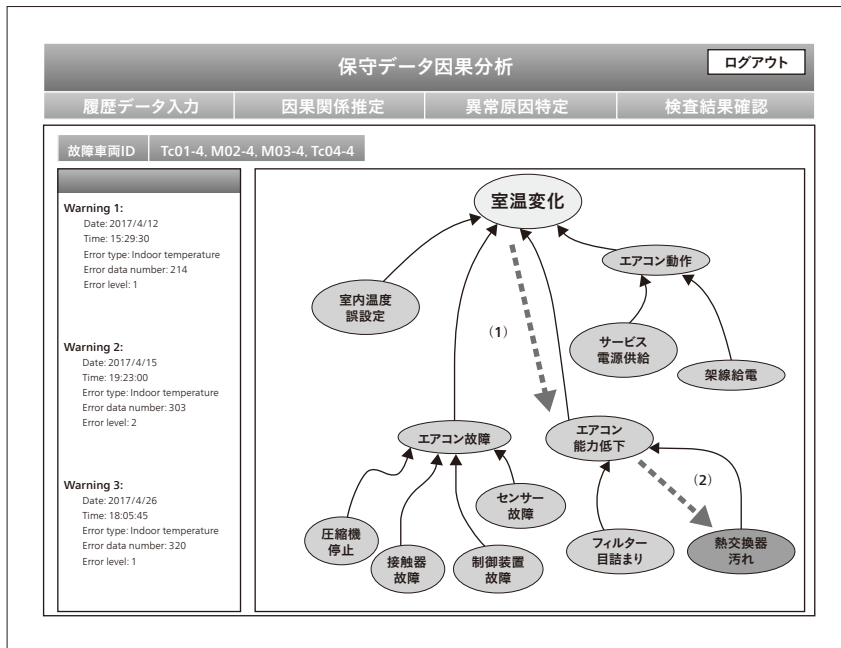 保守データ因果分析
ログアウト
履歴データ入力
因果関係推定
異常原因特定
検査結果確認
故障車両ID
Tc01-4, M02-4, M03-4, Tc04-4
Warning 1:
Date: 2017/4/12
Time: 15:29:30
Error type: Indoor temperature
Error data number: 214
Error level: 1
Warning 2:
Date: 2017/4/15
Time: 19:23:00
Error type: Indoor temperature
Error data number: 303
Error level: 2
Warning 3:
Date: 2017/4/26
Time: 18:05:45
Error type: Indoor temperature
Error data number: 320
Error level: 1
室温変化
エアコン動作
室内温度
誤設定
(1)
サービス
電源供給
架線給電
エアコン故障
エアコン
能力低下
(2)
センサー
故障
圧縮機
停止
接触器
故障
制御装置
故障
フィルター
目詰まり
熱交換器
汚れ